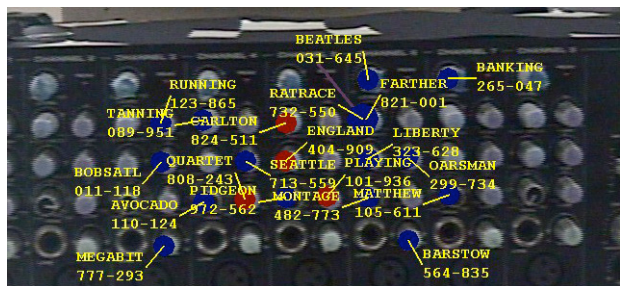 BEATLES
031-645
BANKING
265-047
RUNNING
123-865
FARTHER
821-001
RATRACE
732-550
TANNING
089-951
CARLTON
824-511
ENGLAND
404-909
LIBERTY
323-628
QUARTET
808-243
SEATTLE
713-559
PLAYING
101-936
OARSMAN
299-734
BOBSAIL
011-118
PIDGEON
972-562
MONTAGE
482-773
MATTHEW
105-611
AVOCADO
110-124
MEGABIT
777-293
BARSTOW
564-835